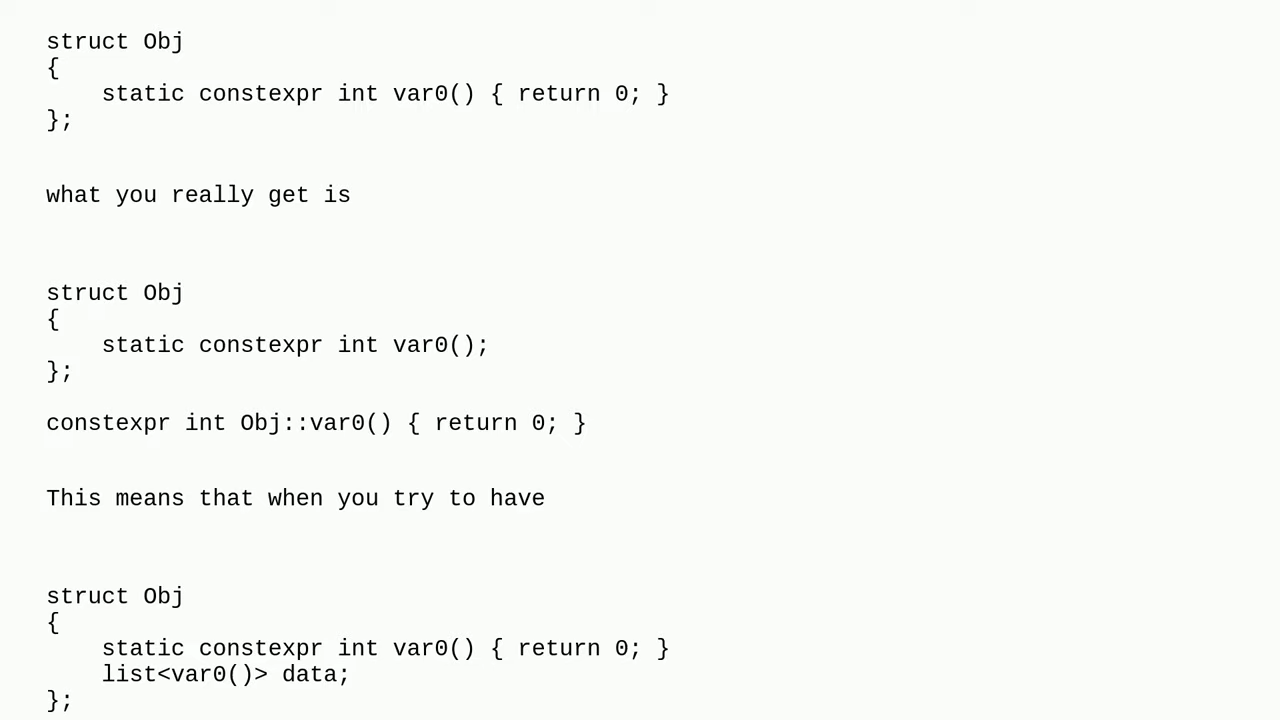 struct Obj
{
    static constexpr int var0() { return 0; }
};
what you really get is
struct Obj
{
    static constexpr int var0();
};
constexpr int Obj::var0() { return 0; }
This means that when you try to have
struct Obj
{
    static constexpr int var0() { return 0; }
    list<var0()> data;
};